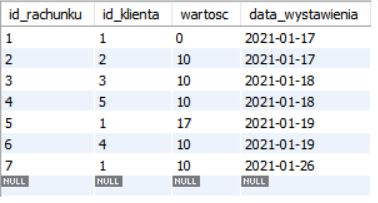 id_rachunku id_klienta wartosc data_wystawienia
1 1 0 2021-01-17
2 2 10 2021-01-17
3 3 10 2021-01-18
4 5 10 2021-01-18
5 1 17 2021-01-19
6 4 10 2021-01-19
7 1 10 2021-01-26
NULL NULL NULL NULL